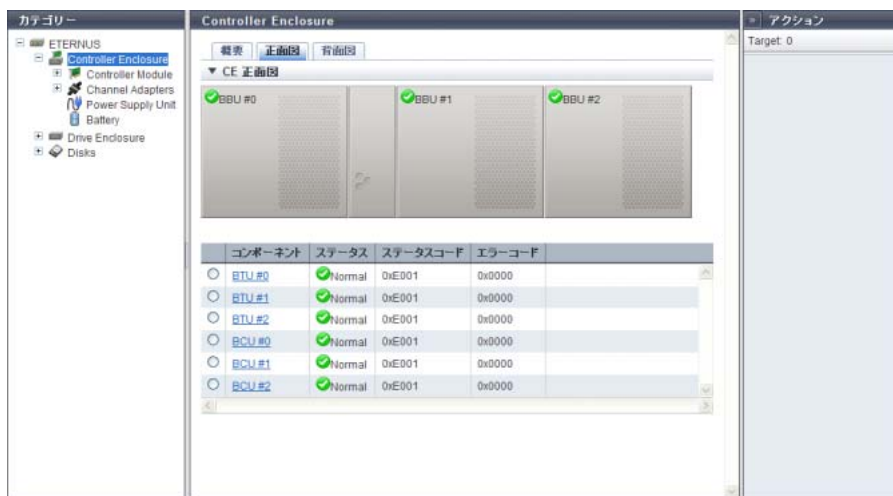 カテゴリー
ETERNUS
Controller Enclosure
Controller Module
Channel Adapters
Power Supply Unit
Battery
Drive Enclosure
Disks
Controller Enclosure
概要 正面図 背面図
▼ CE 正面図
BBU #0 BBU #1 BBU #2
コンポーネント ステータス ステータスコード エラーコード
BTU #0 Normal 0xE001 0x0000
BTU #1 Normal 0xE001 0x0000
BTU #2 Normal 0xE001 0x0000
BCU #0 Normal 0xE001 0x0000
BCU #1 Normal 0xE001 0x0000
BCU #2 Normal 0xE001 0x0000
» アクション
Target: 0